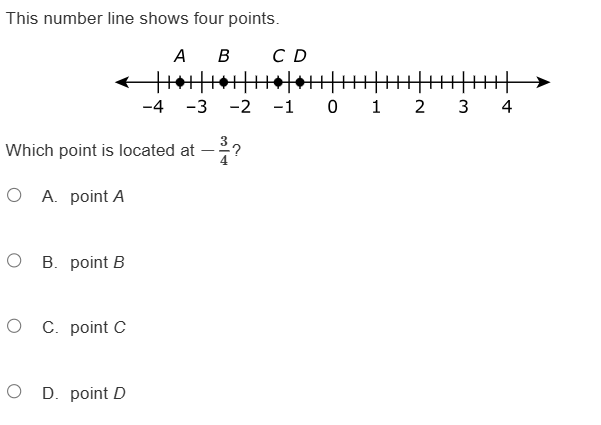 This number line shows four points.
A B C D
−4 −3 −2 −1 0 1 2 3 4
Which point is located at −3/4?
A. point A
B. point B
C. point C
D. point D